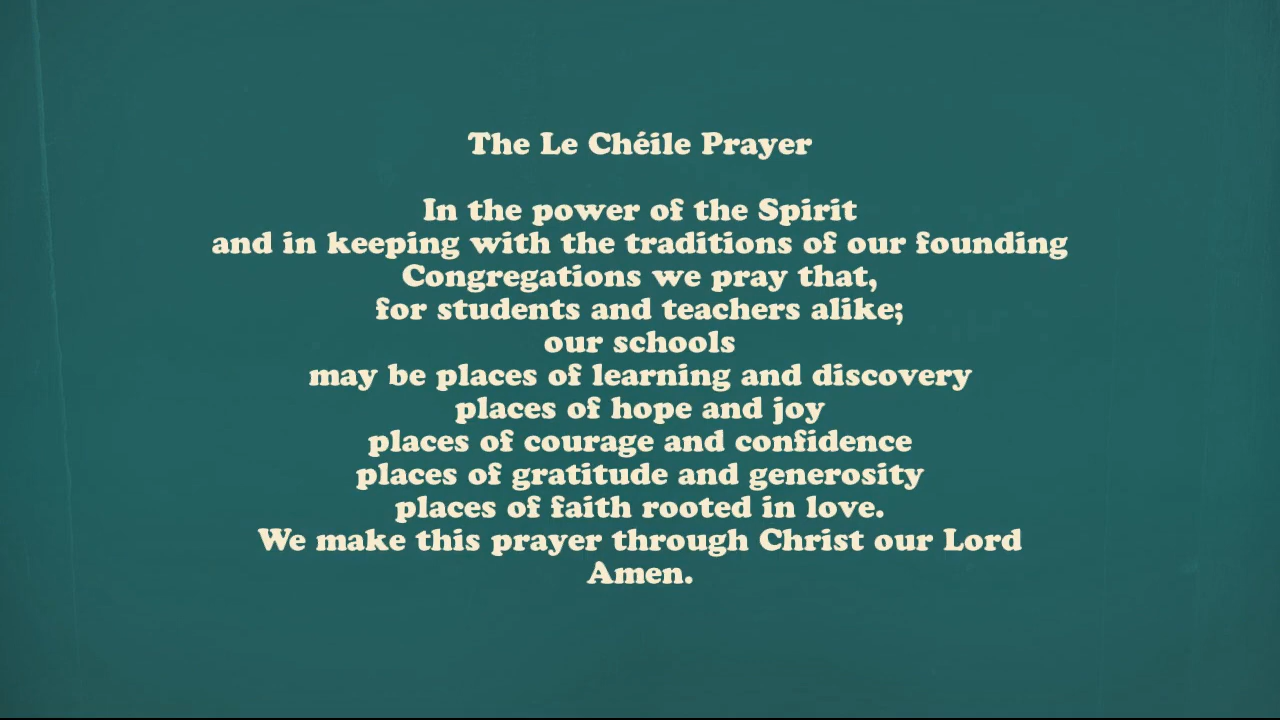 The Le Chéile Prayer
In the power of the Spirit
and in keeping with the traditions of our founding
Congregations we pray that,
for students and teachers alike;
our schools
may be places of learning and discovery
places of hope and joy
places of courage and confidence
places of gratitude and generosity
places of faith rooted in love.
We make this prayer through Christ our Lord
Amen.